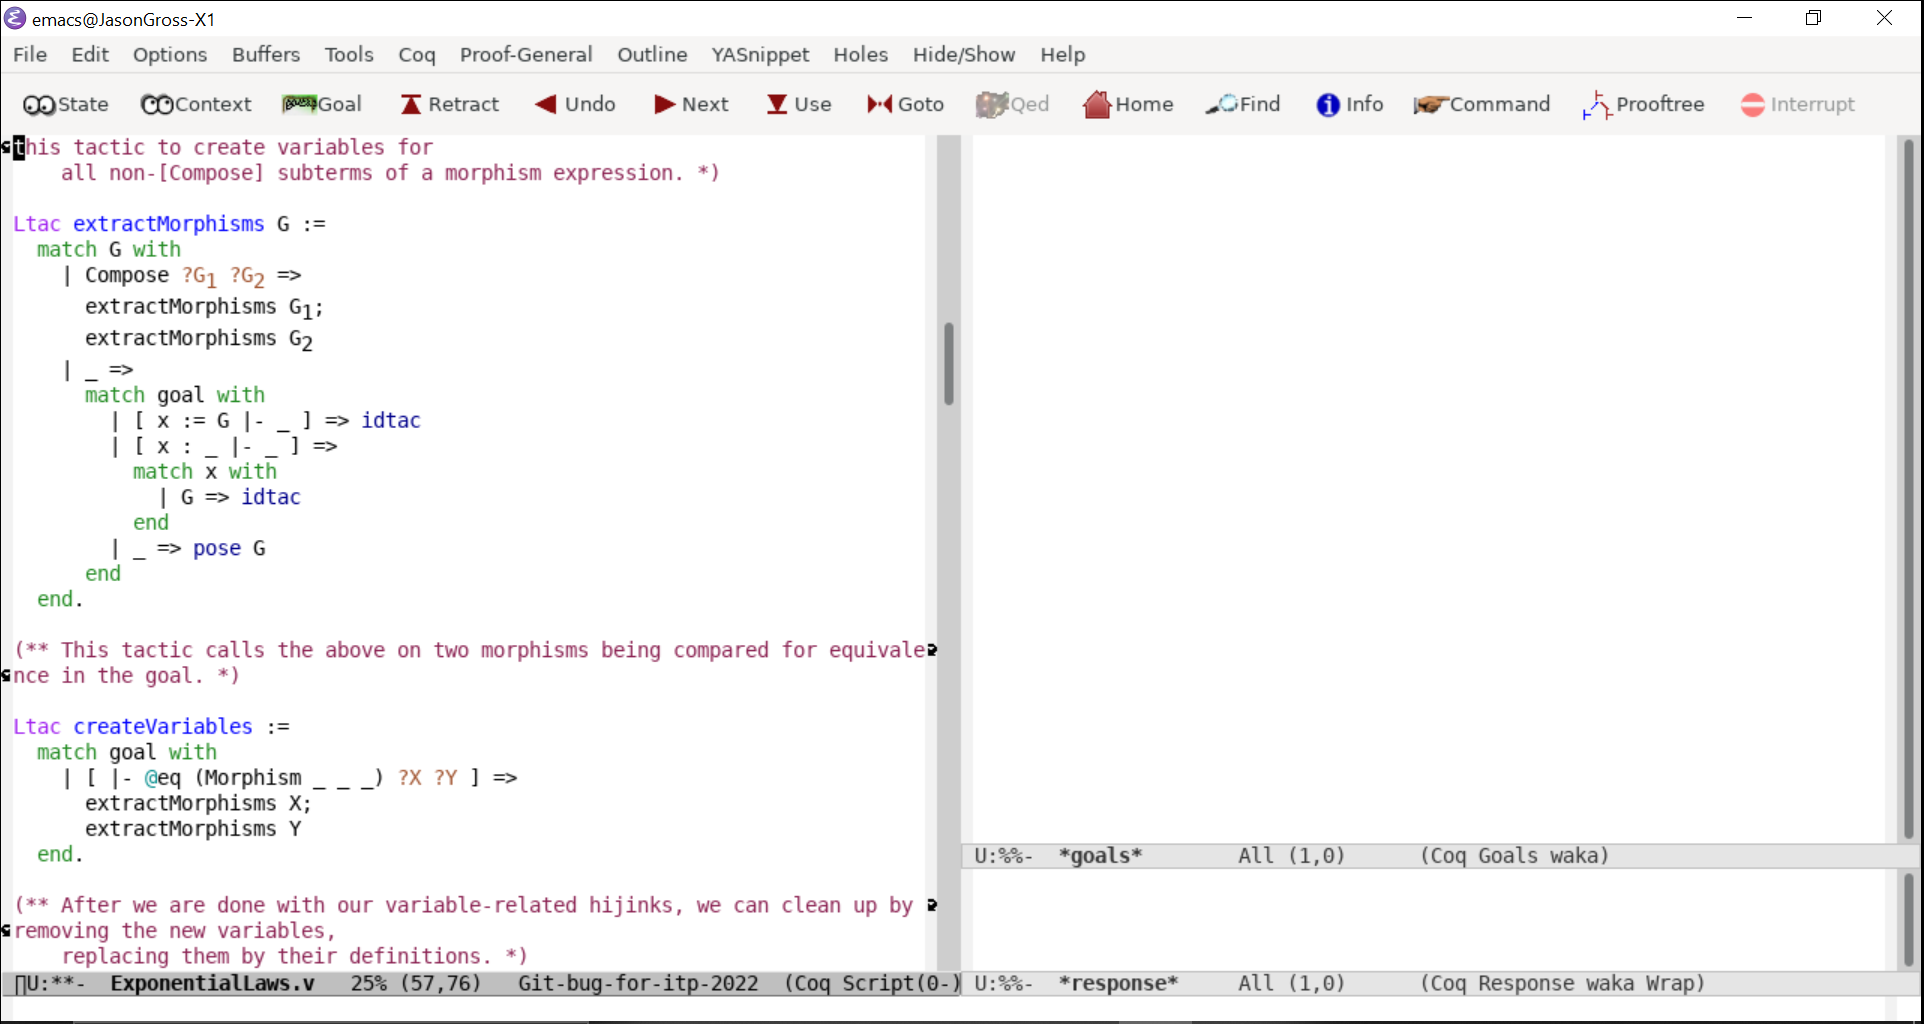 emacs@JasonGross-X1
File Edit Options Buffers Tools Coq Proof-General Outline YASnippet Holes Hide/Show Help
State Context Goal Retract Undo Next Use Goto Qed Home Find Info Command Prooftree Interrupt
this tactic to create variables for
    all non-[Compose] subterms of a morphism expression. *)
Ltac extractMorphisms G :=
  match G with
    | Compose ?G1 ?G2 =>
      extractMorphisms G1;
      extractMorphisms G2
    | _ =>
      match goal with
        | [ x := G |- _ ] => idtac
        | [ x : _ |- _ ] =>
          match x with
            | G => idtac
          end
        | _ => pose G
      end
  end.
(** This tactic calls the above on two morphisms being compared for equivale
nce in the goal. *)
Ltac createVariables :=
  match goal with
    | [ |- @eq (Morphism _ _ _) ?X ?Y ] =>
      extractMorphisms X;
      extractMorphisms Y
  end.
(** After we are done with our variable-related hijinks, we can clean up by
removing the new variables,
    replacing them by their definitions. *)
U:**-  ExponentialLaws.v   25% (57,76)   Git-bug-for-itp-2022  (Coq Script(0-)
U:%%-  *goals*        All (1,0)      (Coq Goals waka)
U:%%-  *response*     All (1,0)      (Coq Response waka Wrap)